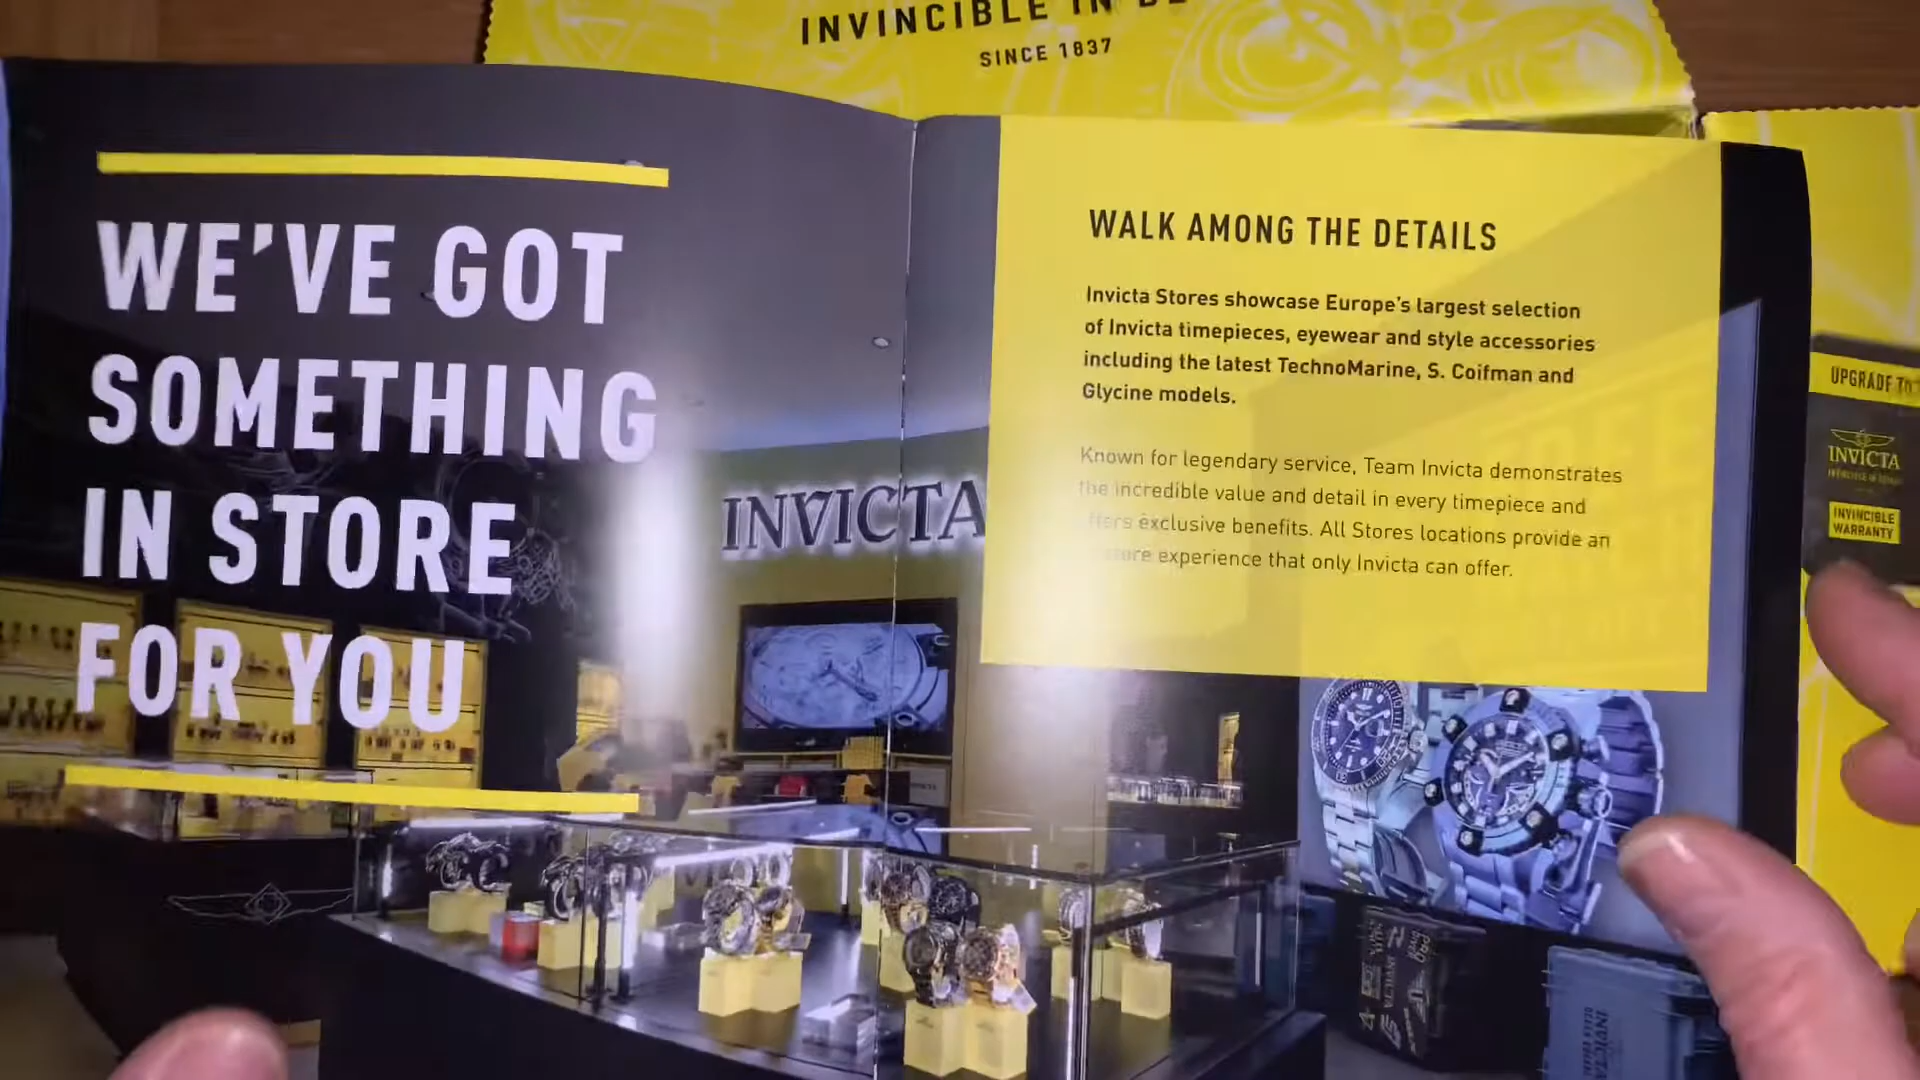 INVINCIBLE IN
SINCE 1837
WE'VE GOT
SOMETHING
IN STORE
FOR YOU
INVICTA
WALK AMONG THE DETAILS
Invicta Stores showcase Europe's largest selection
of Invicta timepieces, eyewear and style accessories
including the latest TechnoMarine, S. Coifman and
Glycine models.
Known for legendary service, Team Invicta demonstrates
the incredible value and detail in every timepiece and
offers exclusive benefits. All Stores locations provide an
experience that only Invicta can offer.
UPGRADE TO
INVICTA
INVINCIBLE
WARRANTY
INVICTA